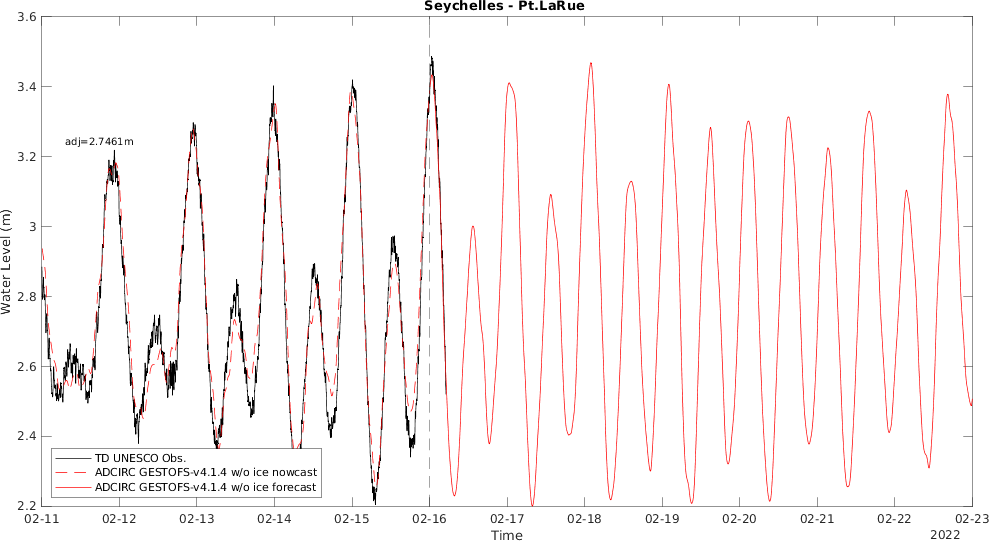 Seychelles - Pt.LaRue
3.6
3.4
3.2
3
2.8
2.6
2.4
2.2
Water Level (m)
adj=2.7461m
TD UNESCO Obs.
ADCIRC GESTOFS-v4.1.4 w/o ice nowcast
ADCIRC GESTOFS-v4.1.4 w/o ice forecast
02-11 02-12 02-13 02-14 02-15 02-16 02-17 02-18 02-19 02-20 02-21 02-22 02-23
Time
2022